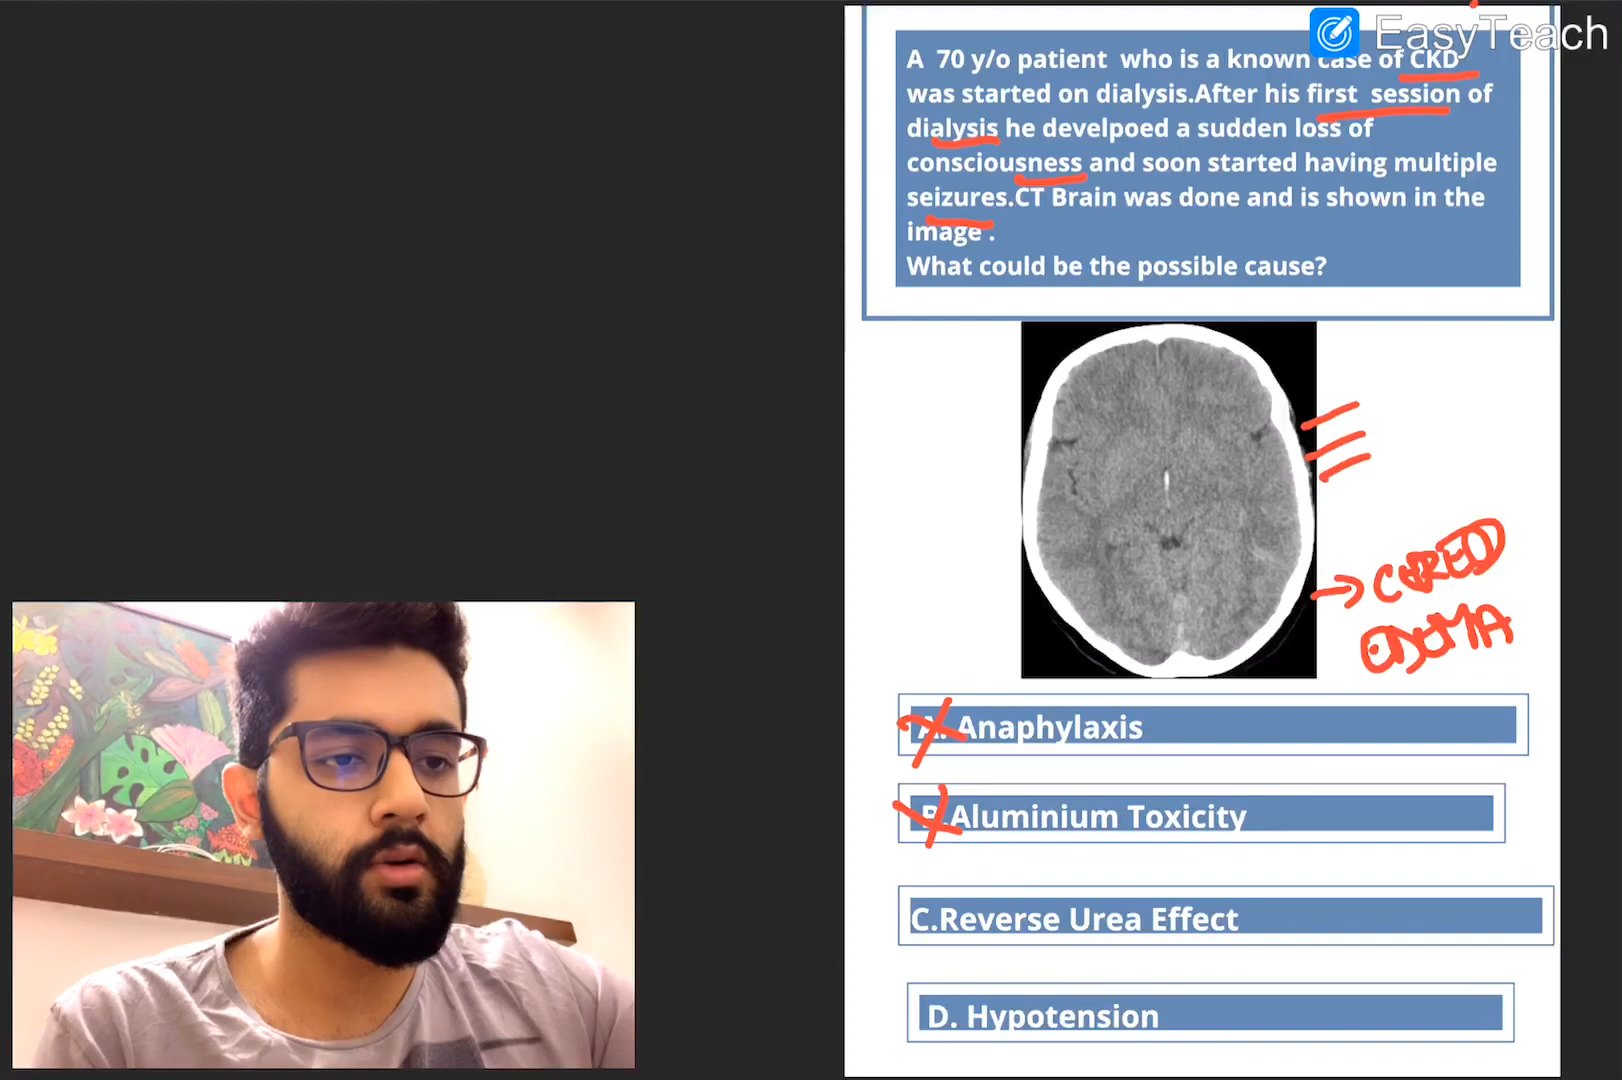 EasyTeach
A 70 y/o patient who is a known case of CKD
was started on dialysis.After his first session of
dialysis he develpoed a sudden loss of
consciousness and soon started having multiple
seizures.CT Brain was done and is shown in the
image .
What could be the possible cause?
A. Anaphylaxis
B.Aluminium Toxicity
C.Reverse Urea Effect
D. Hypotension